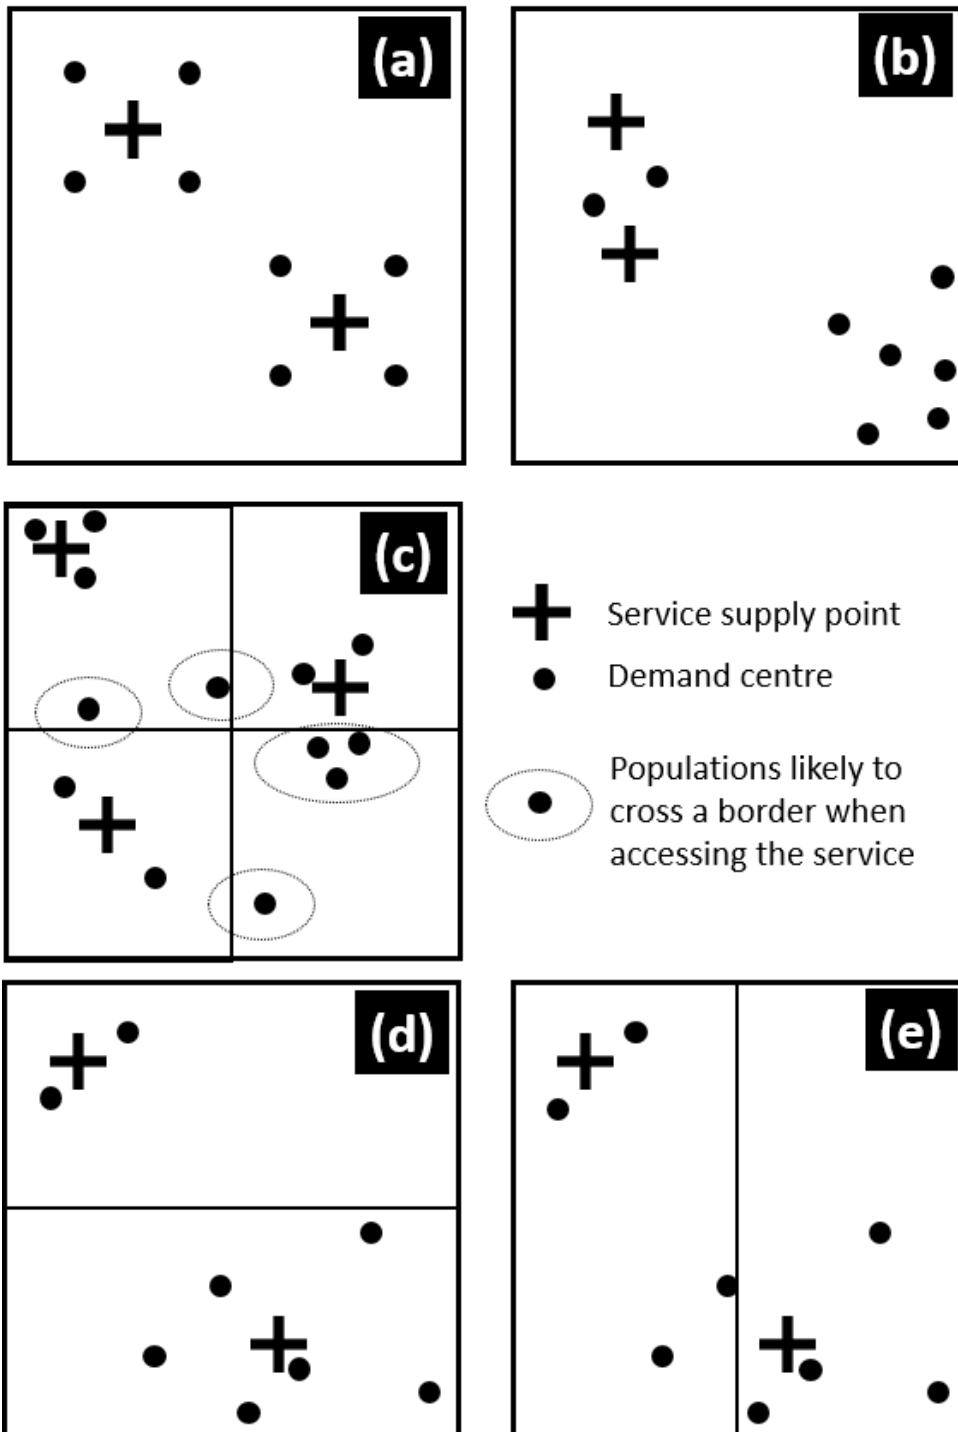 (a)
(b)
(c)
Service supply point
Demand centre
Populations likely to
cross a border when
accessing the service
(d)
(e)